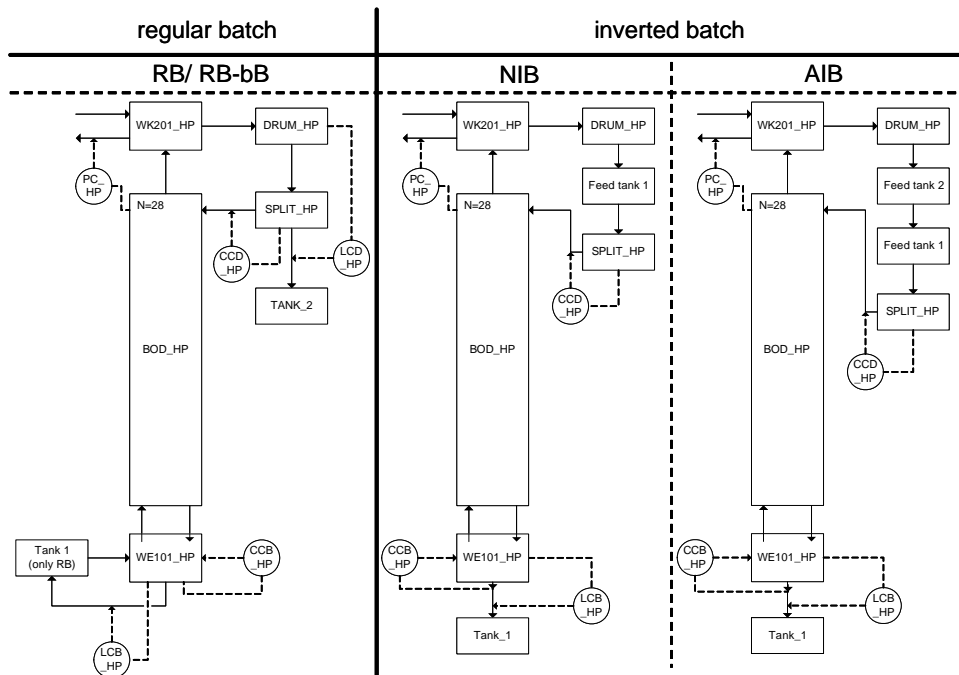 regular batch
inverted batch
RB/ RB-bB
NIB
AIB
WK201_HP
DRUM_HP
PC_
HP
N=28
SPLIT_HP
CCD
_HP
LCD
_HP
TANK_2
BOD_HP
Tank 1
(only RB)
WE101_HP
CCB
_HP
LCB
_HP
WK201_HP
DRUM_HP
PC_
HP
N=28
Feed tank 1
SPLIT_HP
CCD
_HP
BOD_HP
CCB
_HP
WE101_HP
LCB
_HP
Tank_1
WK201_HP
DRUM_HP
PC_
HP
N=28
Feed tank 2
Feed tank 1
SPLIT_HP
CCD
_HP
BOD_HP
CCB
_HP
WE101_HP
LCB
_HP
Tank_1